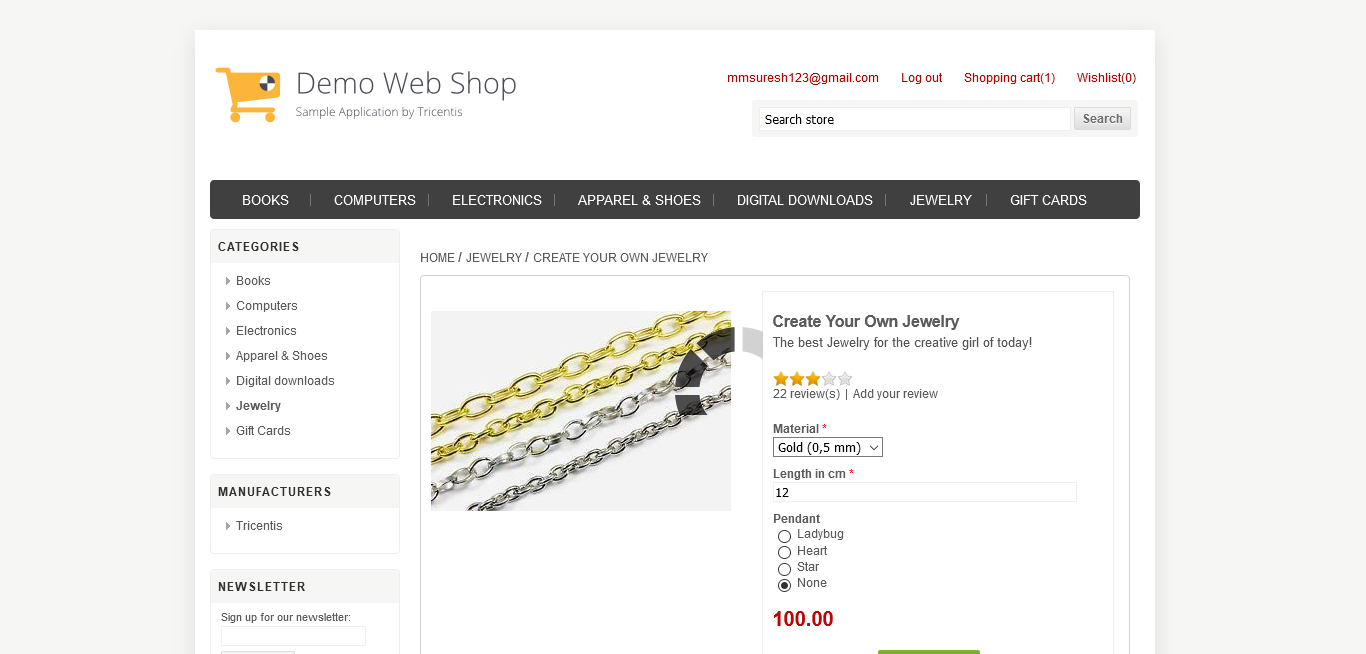 Demo Web Shop
Sample Application by Tricentis
mmsuresh123@gmail.com Log out Shopping cart(1) Wishlist(0)
Search store Search
BOOKS COMPUTERS ELECTRONICS APPAREL & SHOES DIGITAL DOWNLOADS JEWELRY GIFT CARDS
CATEGORIES
Books
Computers
Electronics
Apparel & Shoes
Digital downloads
Jewelry
Gift Cards
MANUFACTURERS
Tricentis
NEWSLETTER
Sign up for our newsletter:
HOME / JEWELRY / CREATE YOUR OWN JEWELRY
Create Your Own Jewelry
The best Jewelry for the creative girl of today!
22 review(s) | Add your review
Material *
Gold (0,5 mm)
Length in cm *
12
Pendant
Ladybug
Heart
Star
None
100.00